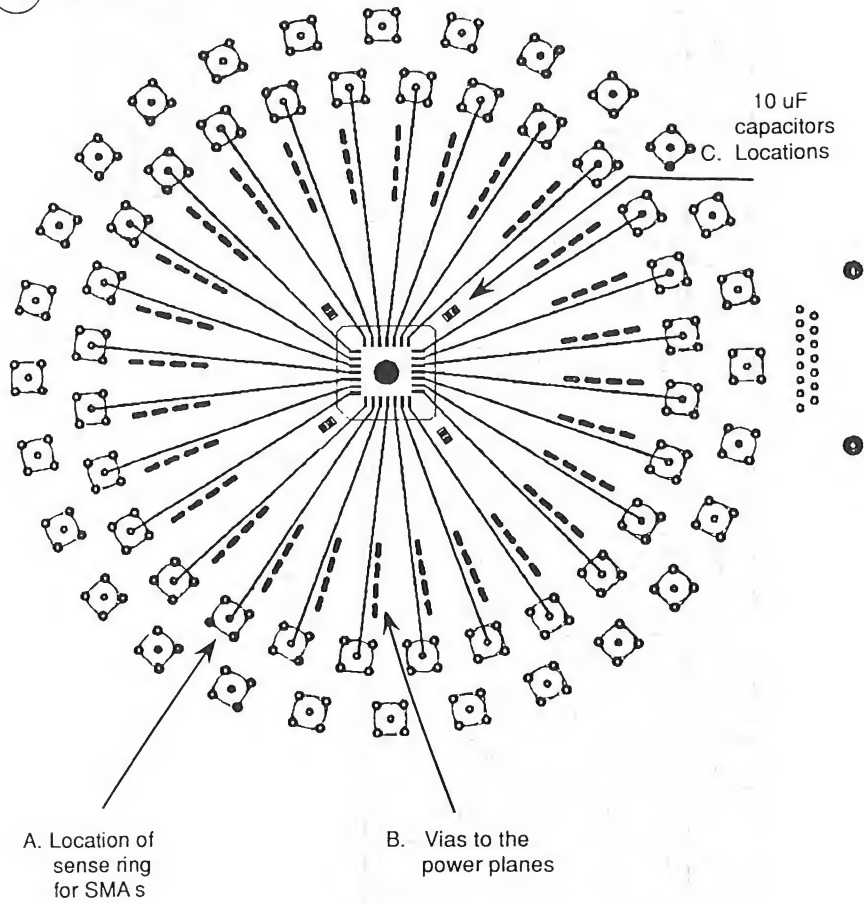 10 uF
capacitors
C. Locations
A. Location of
sense ring
for SMA s
B. Vias to the
power planes